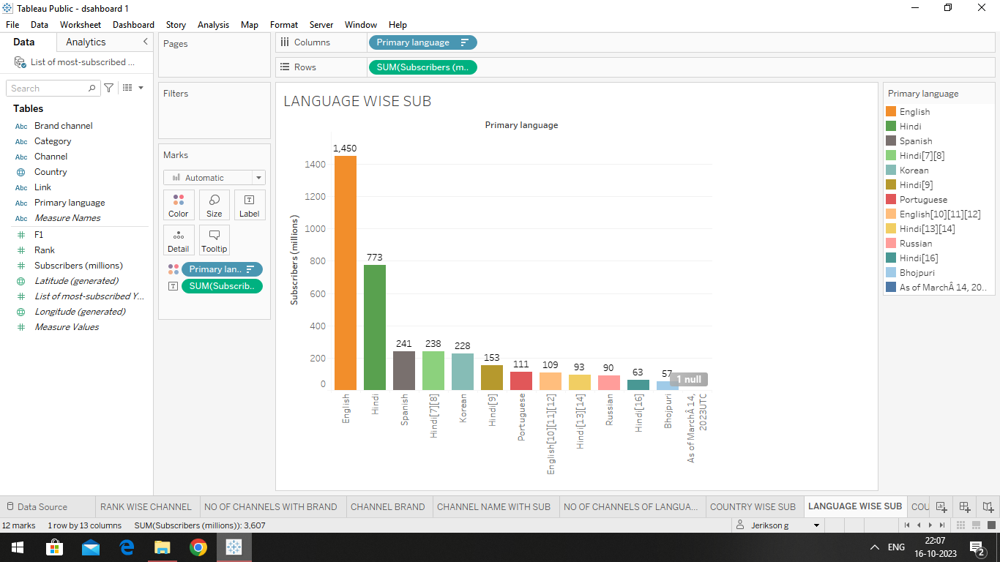 Tableau Public - dsahboard 1
File Data Worksheet Dashboard Story Analysis Map Format Server Window Help
Data Analytics
List of most-subscribed ...
Search
Tables
Abc Brand channel
Abc Category
Abc Channel
Country
Abc Link
Abc Primary language
Abc Measure Names
# F1
# Rank
# Subscribers (millions)
Latitude (generated)
# List of most-subscribed Y...
Longitude (generated)
# Measure Values
Pages
Filters
Marks
Automatic
Color Size Label
Detail Tooltip
Primary lan..
SUM(Subscrib..
Columns Primary language
Rows SUM(Subscribers (m..
LANGUAGE WISE SUB
Primary language
Subscribers (millions)
1400
1200
1000
800
600
400
200
0
1,450
773
241
238
228
153
111
109
93
90
63
57
1 null
English
Hindi
Spanish
Hindi[7][8]
Korean
Hindi[9]
Portuguese
English[10][11][12]
Hindi[13][14]
Russian
Hindi[16]
Bhojpuri
As of MarchÂ 14,
2023UTC
Primary language
English
Hindi
Spanish
Hindi[7][8]
Korean
Hindi[9]
Portuguese
English[10][11][12]
Hindi[13][14]
Russian
Hindi[16]
Bhojpuri
As of MarchÂ 14, 20..
Data Source RANK WISE CHANNEL NO OF CHANNELS WITH BRAND CHANNEL BRAND CHANNEL NAME WITH SUB NO OF CHANNELS OF LANGUA... COUNTRY WISE SUB LANGUAGE WISE SUB COU
12 marks 1 row by 13 columns SUM(Subscribers (millions)): 3,607 Jerikson g
ENG
22:07
16-10-2023
2